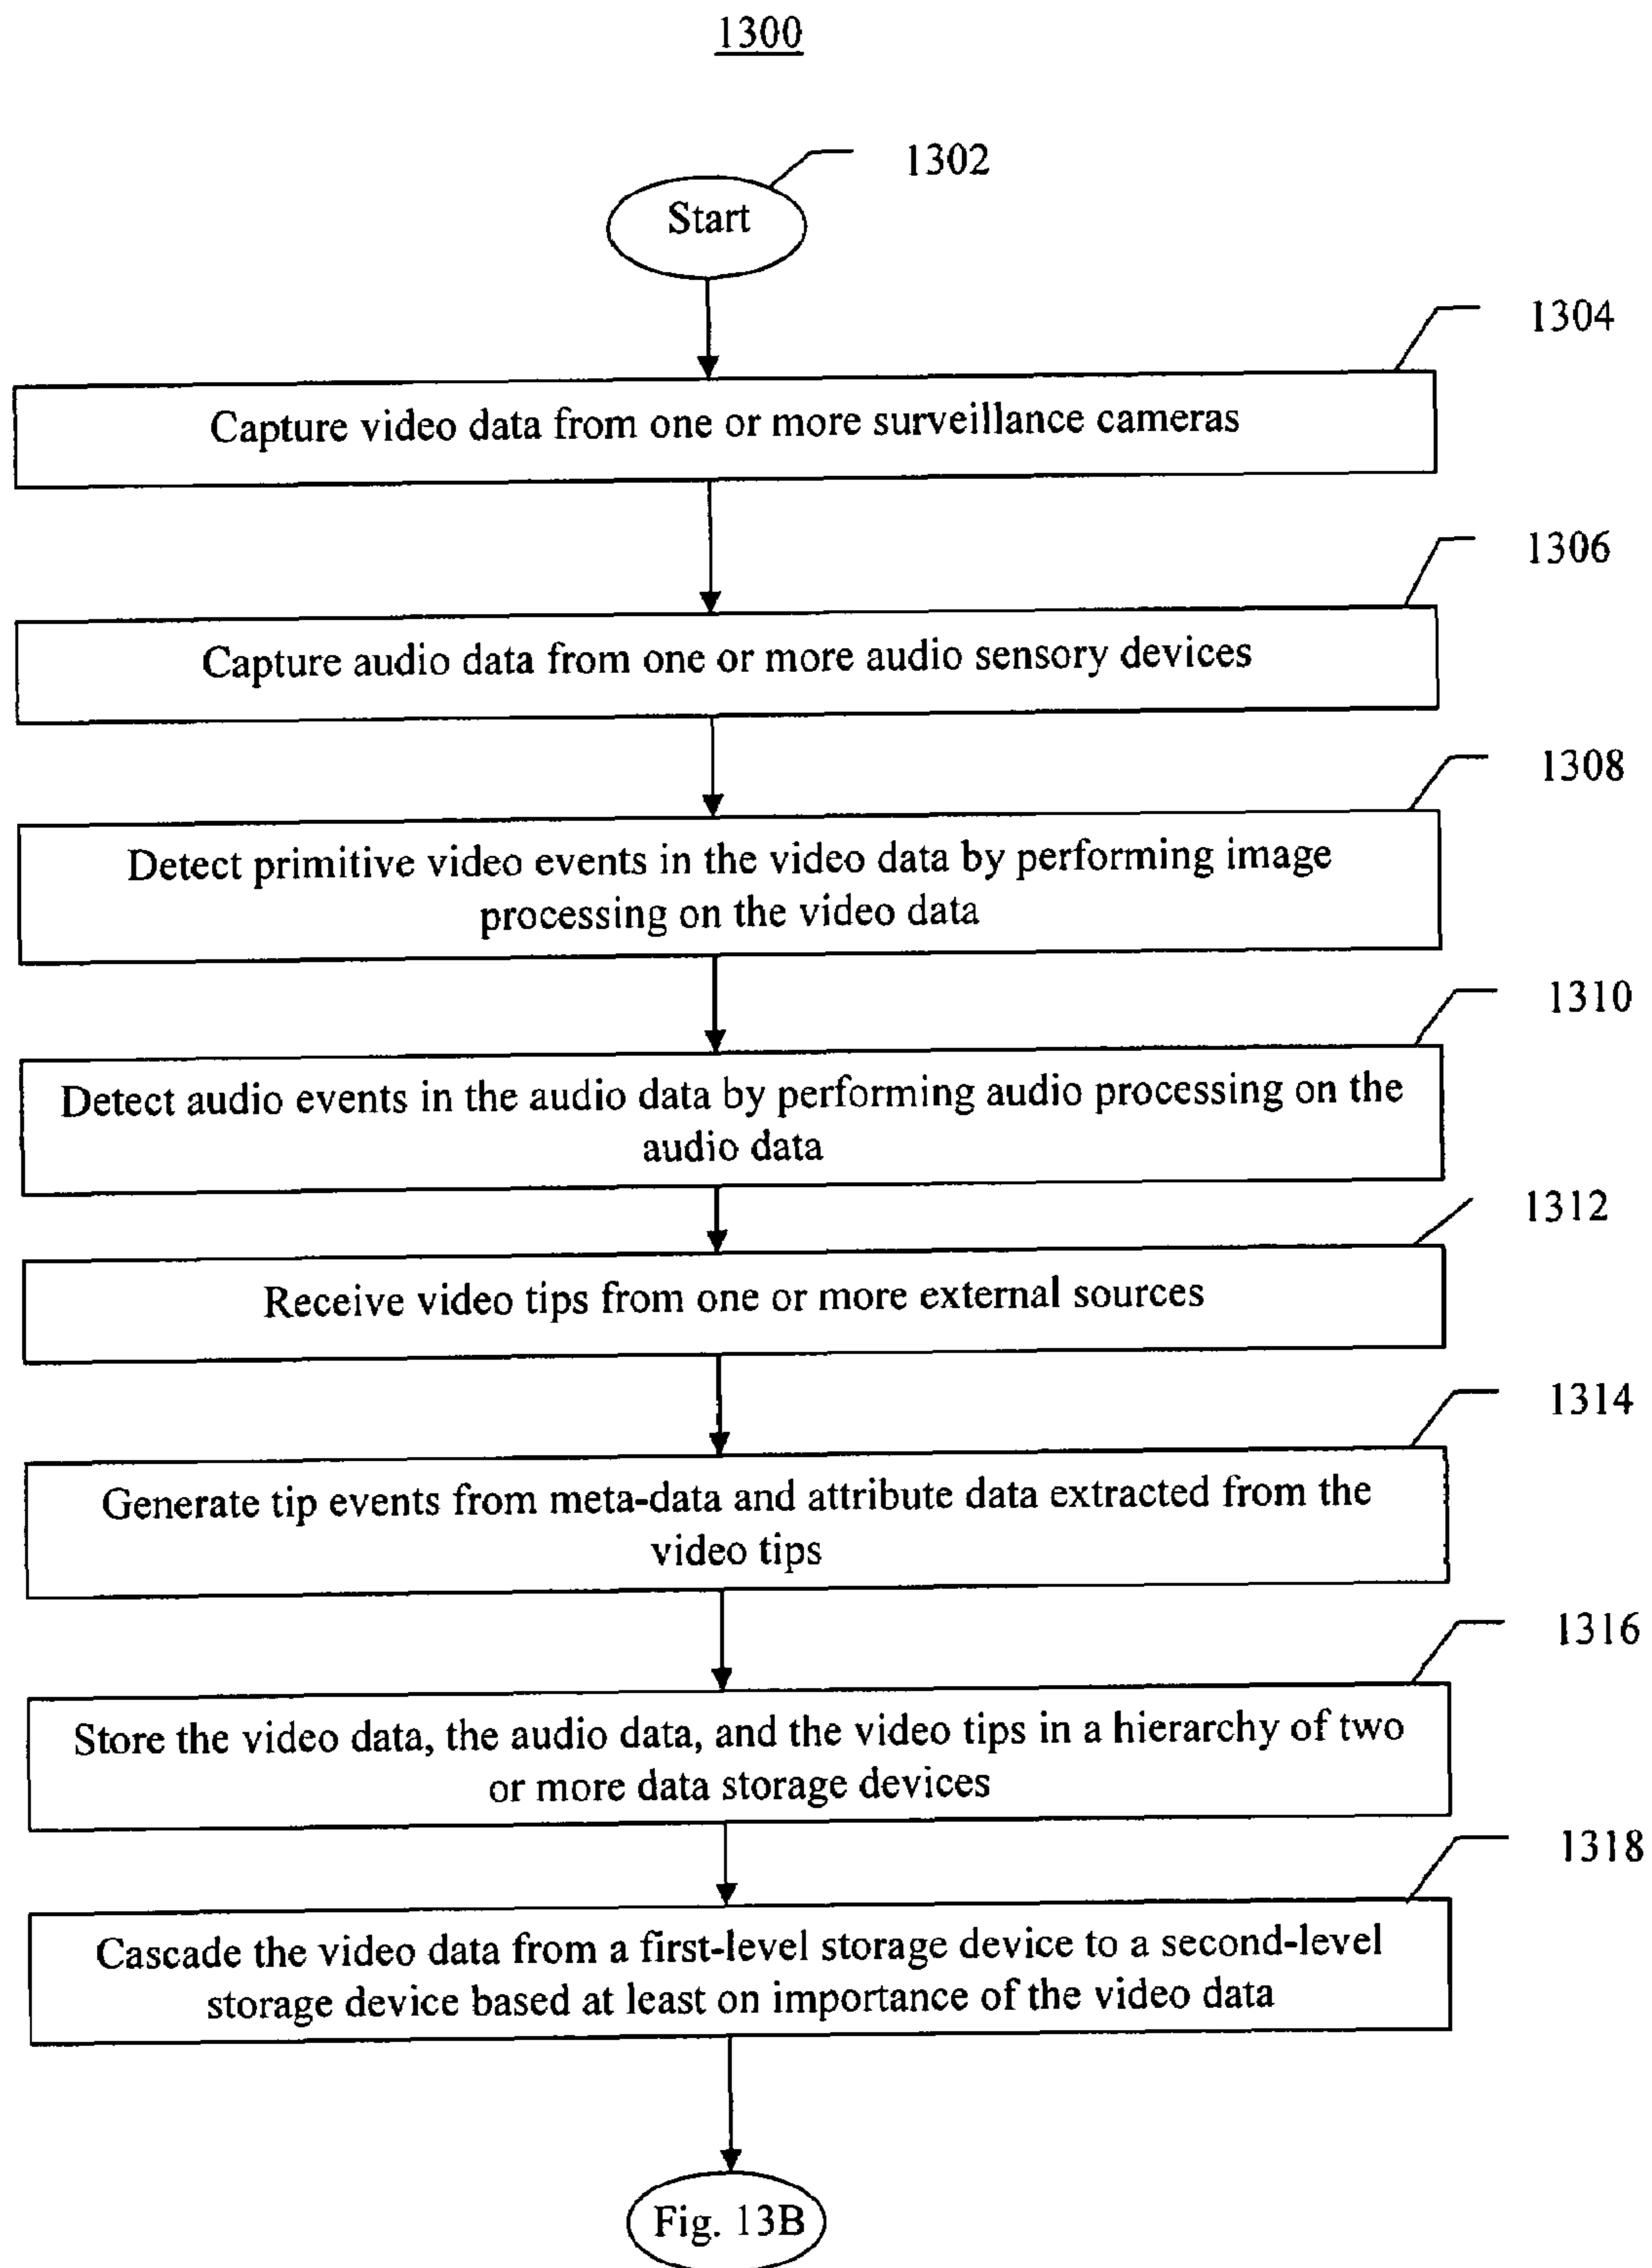 1300
1302
Start
1304
Capture video data from one or more surveillance cameras
1306
Capture audio data from one or more audio sensory devices
1308
Detect primitive video events in the video data by performing image
processing on the video data
1310
Detect audio events in the audio data by performing audio processing on the
audio data
1312
Receive video tips from one or more external sources
1314
Generate tip events from meta-data and attribute data extracted from the
video tips
1316
Store the video data, the audio data, and the video tips in a hierarchy of two
or more data storage devices
1318
Cascade the video data from a first-level storage device to a second-level
storage device based at least on importance of the video data
Fig. 13B